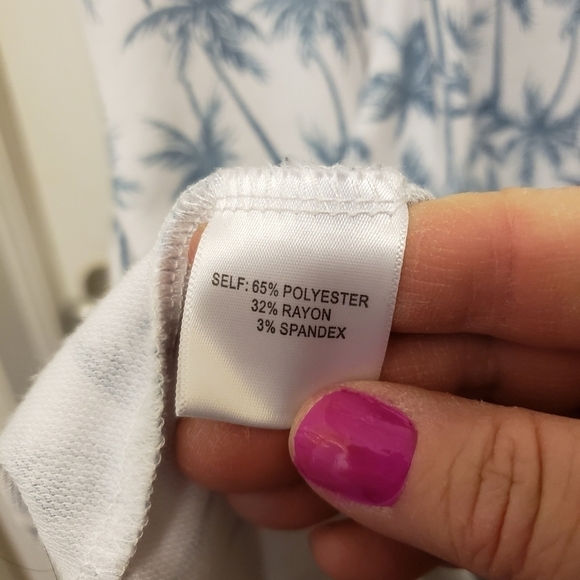 SELF: 65% POLYESTER
32% RAYON
3% SPANDEX